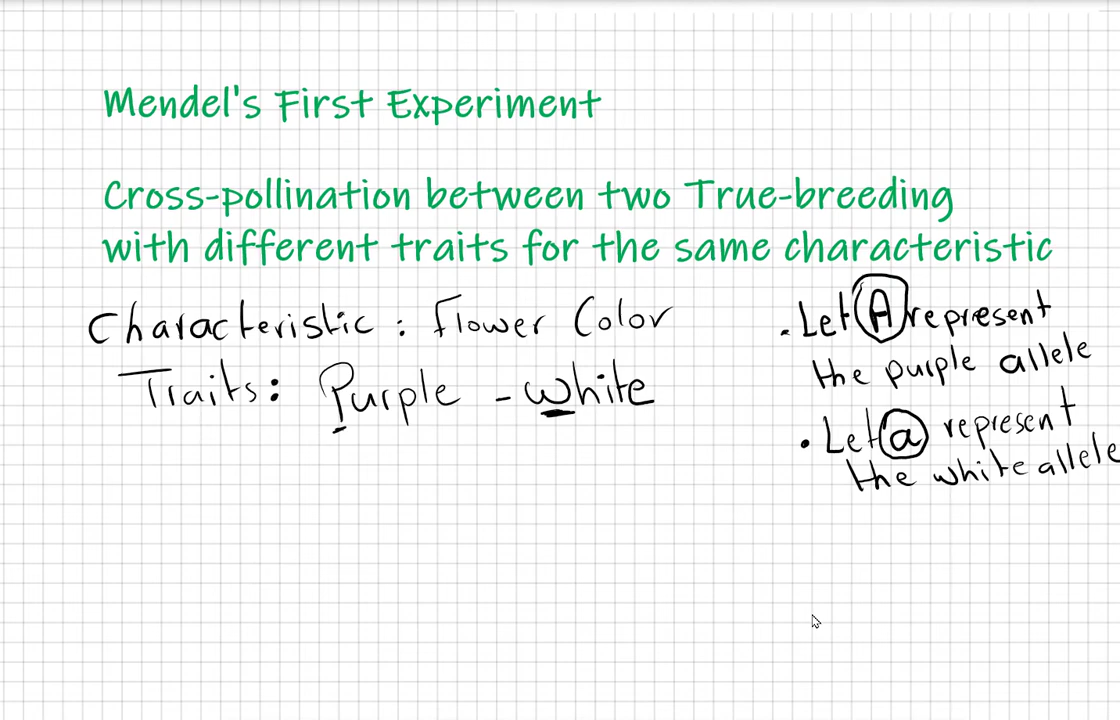 Mendel's First Experiment
Cross-pollination between two True-breeding
with different traits for the same characteristic
Characteristic : Flower Color
Traits: Purple - white
. Let A represent
the purple allele
• Let a represent
the white allele